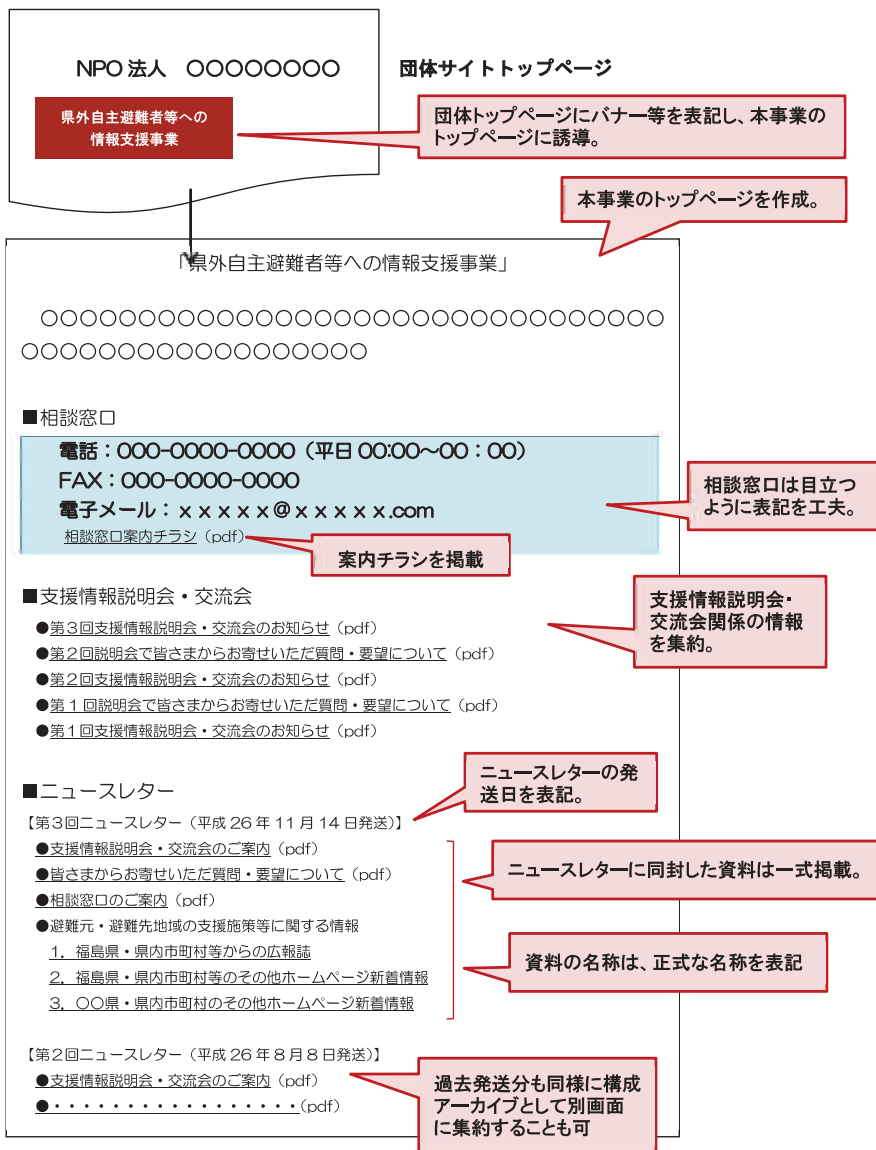 NPO 法人　〇〇〇〇〇〇〇〇
団体サイトトップページ
県外自主避難者等への
情報支援事業
団体トップページにバナー等を表記し、本事業の
トップページに誘導。
本事業のトップページを作成。
「県外自主避難者等への情報支援事業」
〇〇〇〇〇〇〇〇〇〇〇〇〇〇〇〇〇〇〇〇〇〇〇〇〇〇〇〇〇〇〇〇
〇〇〇〇〇〇〇〇〇〇〇〇〇〇〇〇〇〇
■相談窓口
電話：000-0000-0000（平日 00:00～00：00）
FAX：000-0000-0000
電子メール：ｘｘｘｘｘ＠ｘｘｘｘｘ.com
相談窓口案内チラシ（pdf）
相談窓口は目立つ
ように表記を工夫。
案内チラシを掲載
■支援情報説明会・交流会
●第３回支援情報説明会・交流会のお知らせ（pdf）
●第２回説明会で皆さまからお寄せいただ質問・要望について（pdf）
●第２回支援情報説明会・交流会のお知らせ（pdf）
●第１回説明会で皆さまからお寄せいただ質問・要望について（pdf）
●第１回支援情報説明会・交流会のお知らせ（pdf）
支援情報説明会・
交流会関係の情報
を集約。
■ニュースレター
ニュースレターの発
送日を表記。
【第３回ニュースレター（平成 26 年 11 月 14 日発送）】
●支援情報説明会・交流会のご案内（pdf）
●皆さまからお寄せいただ質問・要望について（pdf）
●相談窓口のご案内（pdf）
●避難元・避難先地域の支援施策等に関する情報
１．福島県・県内市町村等からの広報誌
２．福島県・県内市町村等のその他ホームページ新着情報
３．〇〇県・県内市町村のその他ホームページ新着情報
ニュースレターに同封した資料は一式掲載。
資料の名称は、正式な名称を表記
【第２回ニュースレター（平成 26 年 8 月 8 日発送）】
●支援情報説明会・交流会のご案内（pdf）
●・・・・・・・・・・・・・・・・・(pdf）
過去発送分も同様に構成
アーカイブとして別画面
に集約することも可